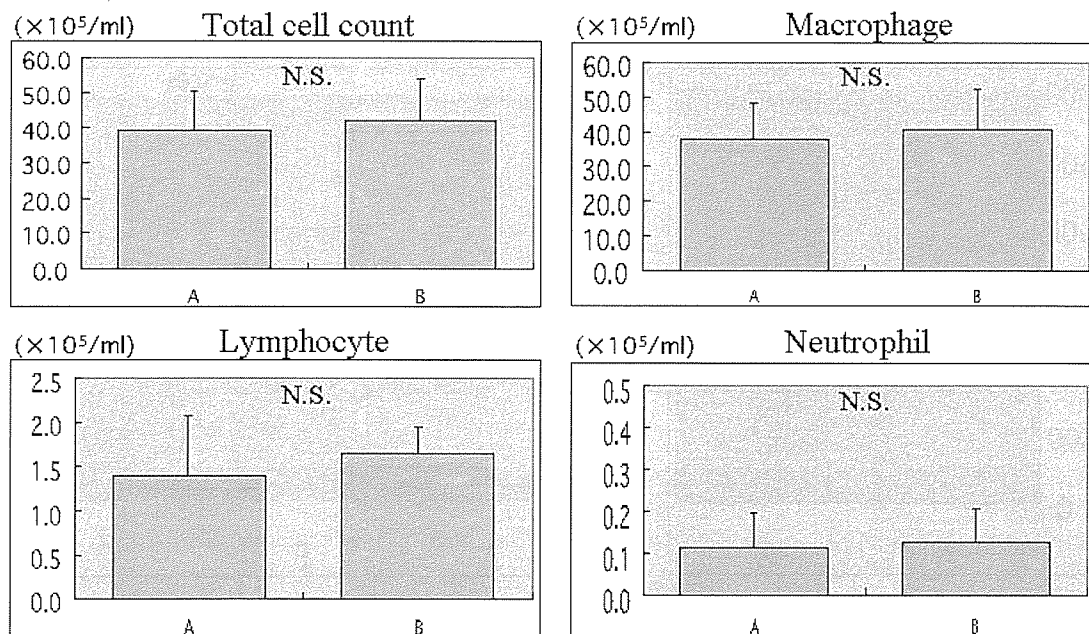 (×10⁵/ml) Total cell count
60.0
N.S.
50.0
40.0
30.0
20.0
10.0
0.0
A B
(×10⁵/ml) Macrophage
60.0
N.S.
50.0
40.0
30.0
20.0
10.0
0.0
A B
(×10⁵/ml) Lymphocyte
2.5
N.S.
2.0
1.5
1.0
0.5
0.0
A B
(×10⁵/ml) Neutrophil
0.5
N.S.
0.4
0.3
0.2
0.1
0.0
A B